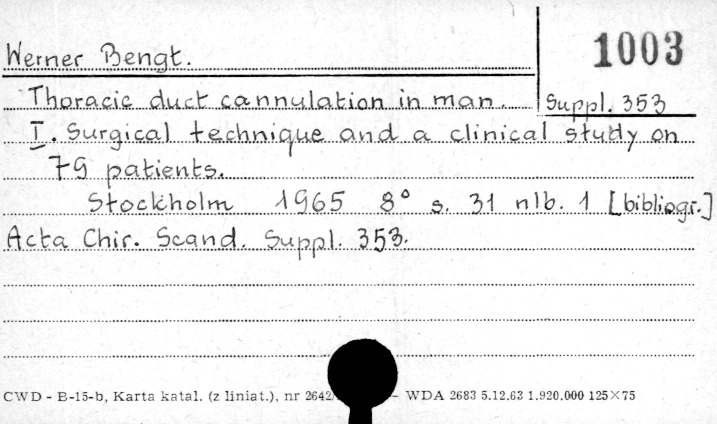 Werner Bengt.
1003
Thoracic duct cannulation in man.
Suppl. 353
I. Surgical technique and a clinical study on
79 patients.
Stockholm 1965 8° s. 31 nlb. 1 [bibliogr.]
Acta Chir. Scand. Suppl. 353.
CWD - B-15-b, Karta katal. (z liniat.), nr 2642 - WDA 2683 5.12.63 1.920.000 125×75